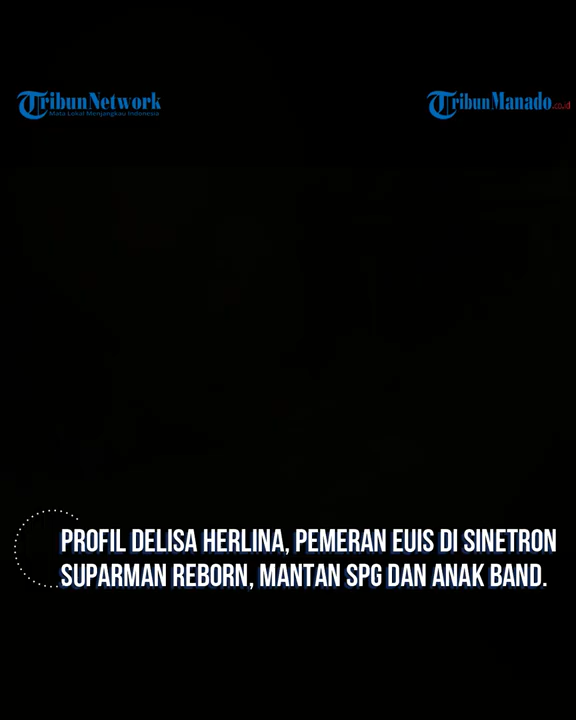 TribunNetwork
Mata Lokal Menjangkau Indonesia
TribunManado.co.id
PROFIL DELISA HERLINA, PEMERAN EUIS DI SINETRON
SUPARMAN REBORN, MANTAN SPG DAN ANAK BAND.